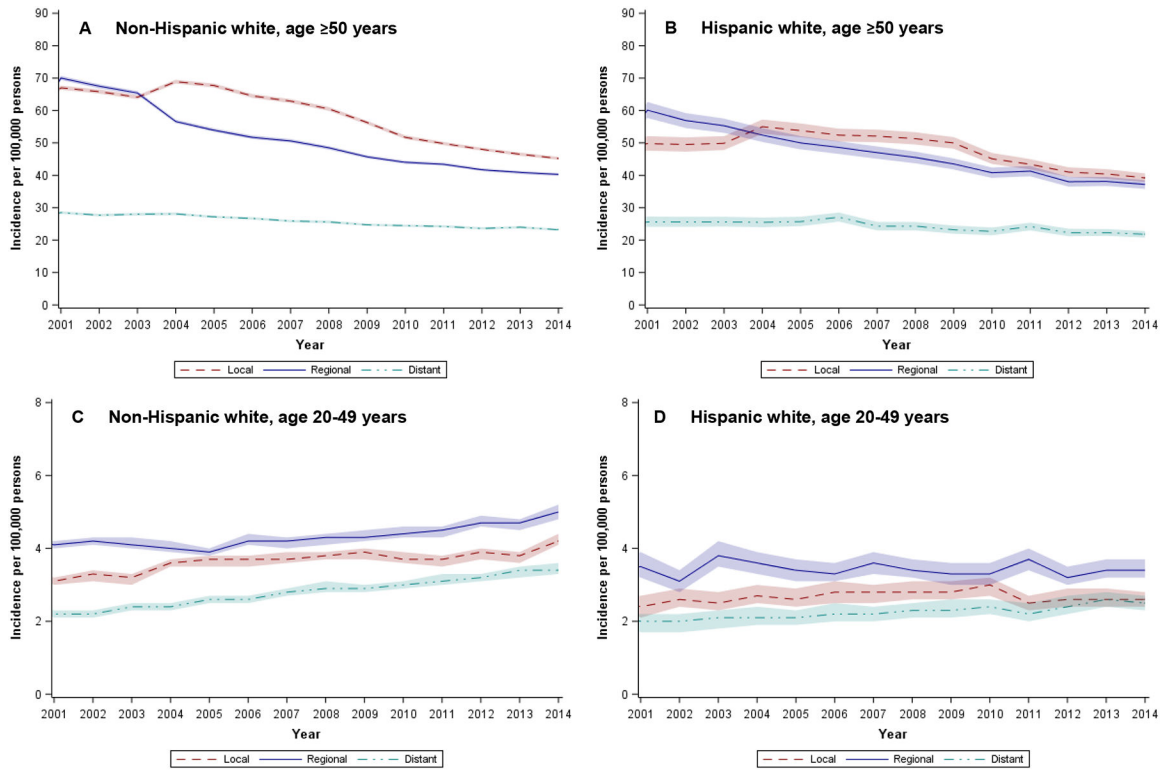 A Non-Hispanic white, age ≥50 years
Incidence per 100,000 persons
90
80
70
60
50
40
30
20
10
0
2001 2002 2003 2004 2005 2006 2007 2008 2009 2010 2011 2012 2013 2014
Year
Local Regional Distant
B Hispanic white, age ≥50 years
Incidence per 100,000 persons
90
80
70
60
50
40
30
20
10
0
2001 2002 2003 2004 2005 2006 2007 2008 2009 2010 2011 2012 2013 2014
Year
Local Regional Distant
C Non-Hispanic white, age 20-49 years
Incidence per 100,000 persons
8
6
4
2
0
2001 2002 2003 2004 2005 2006 2007 2008 2009 2010 2011 2012 2013 2014
Year
Local Regional Distant
D Hispanic white, age 20-49 years
Incidence per 100,000 persons
8
6
4
2
0
2001 2002 2003 2004 2005 2006 2007 2008 2009 2010 2011 2012 2013 2014
Year
Local Regional Distant